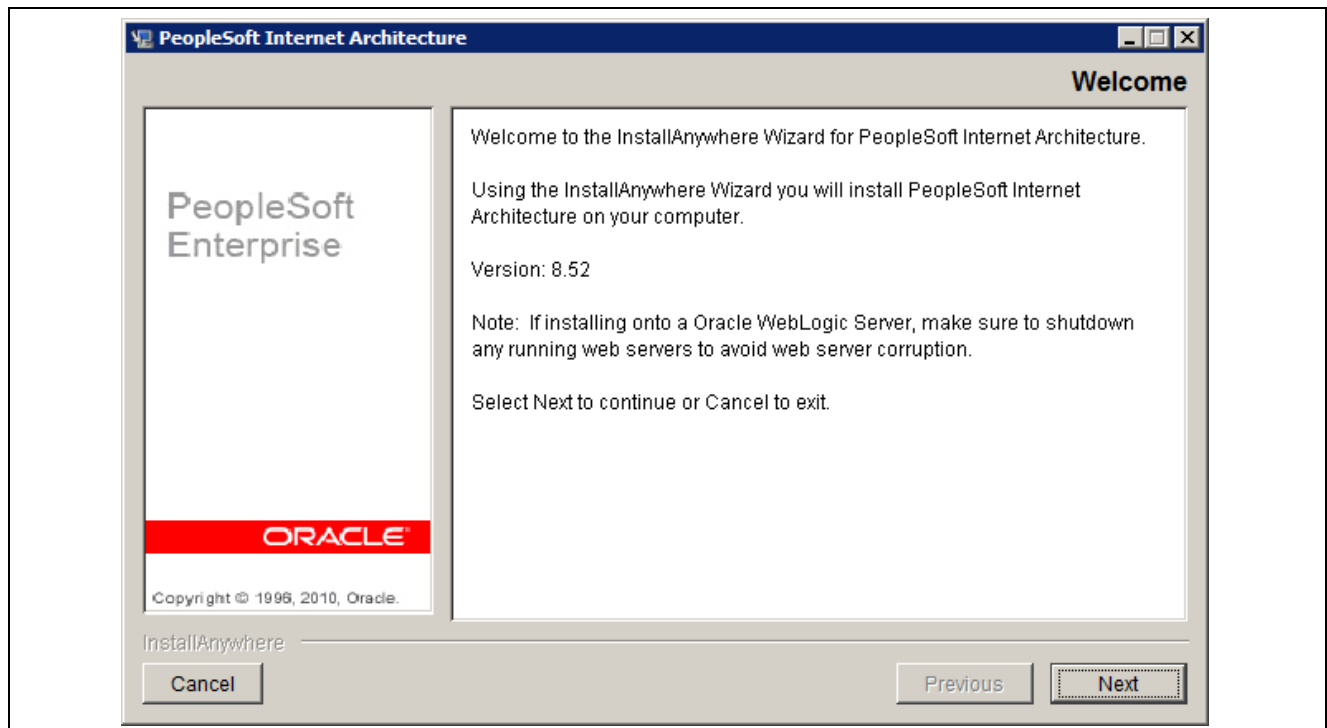 PeopleSoft Internet Architecture
Welcome
PeopleSoft
Enterprise
ORACLE
Copyright © 1996, 2010, Oracle.
Welcome to the InstallAnywhere Wizard for PeopleSoft Internet Architecture.
Using the InstallAnywhere Wizard you will install PeopleSoft Internet
Architecture on your computer.
Version: 8.52
Note: If installing onto a Oracle WebLogic Server, make sure to shutdown
any running web servers to avoid web server corruption.
Select Next to continue or Cancel to exit.
InstallAnywhere
Cancel
Previous
Next